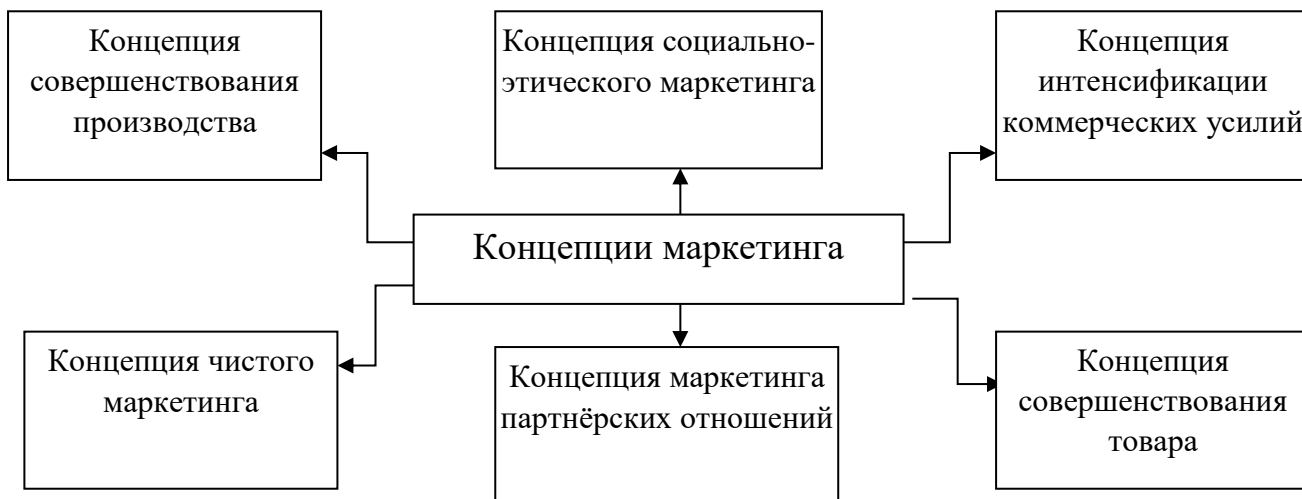 Концепция
совершенствования
производства
Концепция социально-
этического маркетинга
Концепция
интенсификации
коммерческих усилий
Концепции маркетинга
Концепция чистого
маркетинга
Концепция маркетинга
партнёрских отношений
Концепция
совершенствования
товара